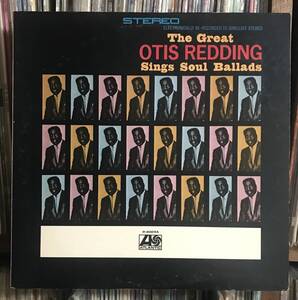 STEREO
ELECTRONICALLY RE-RECORDED TO SIMULATE STEREO
The Great
OTIS REDDING
Sings Soul Ballads
ATLANTIC